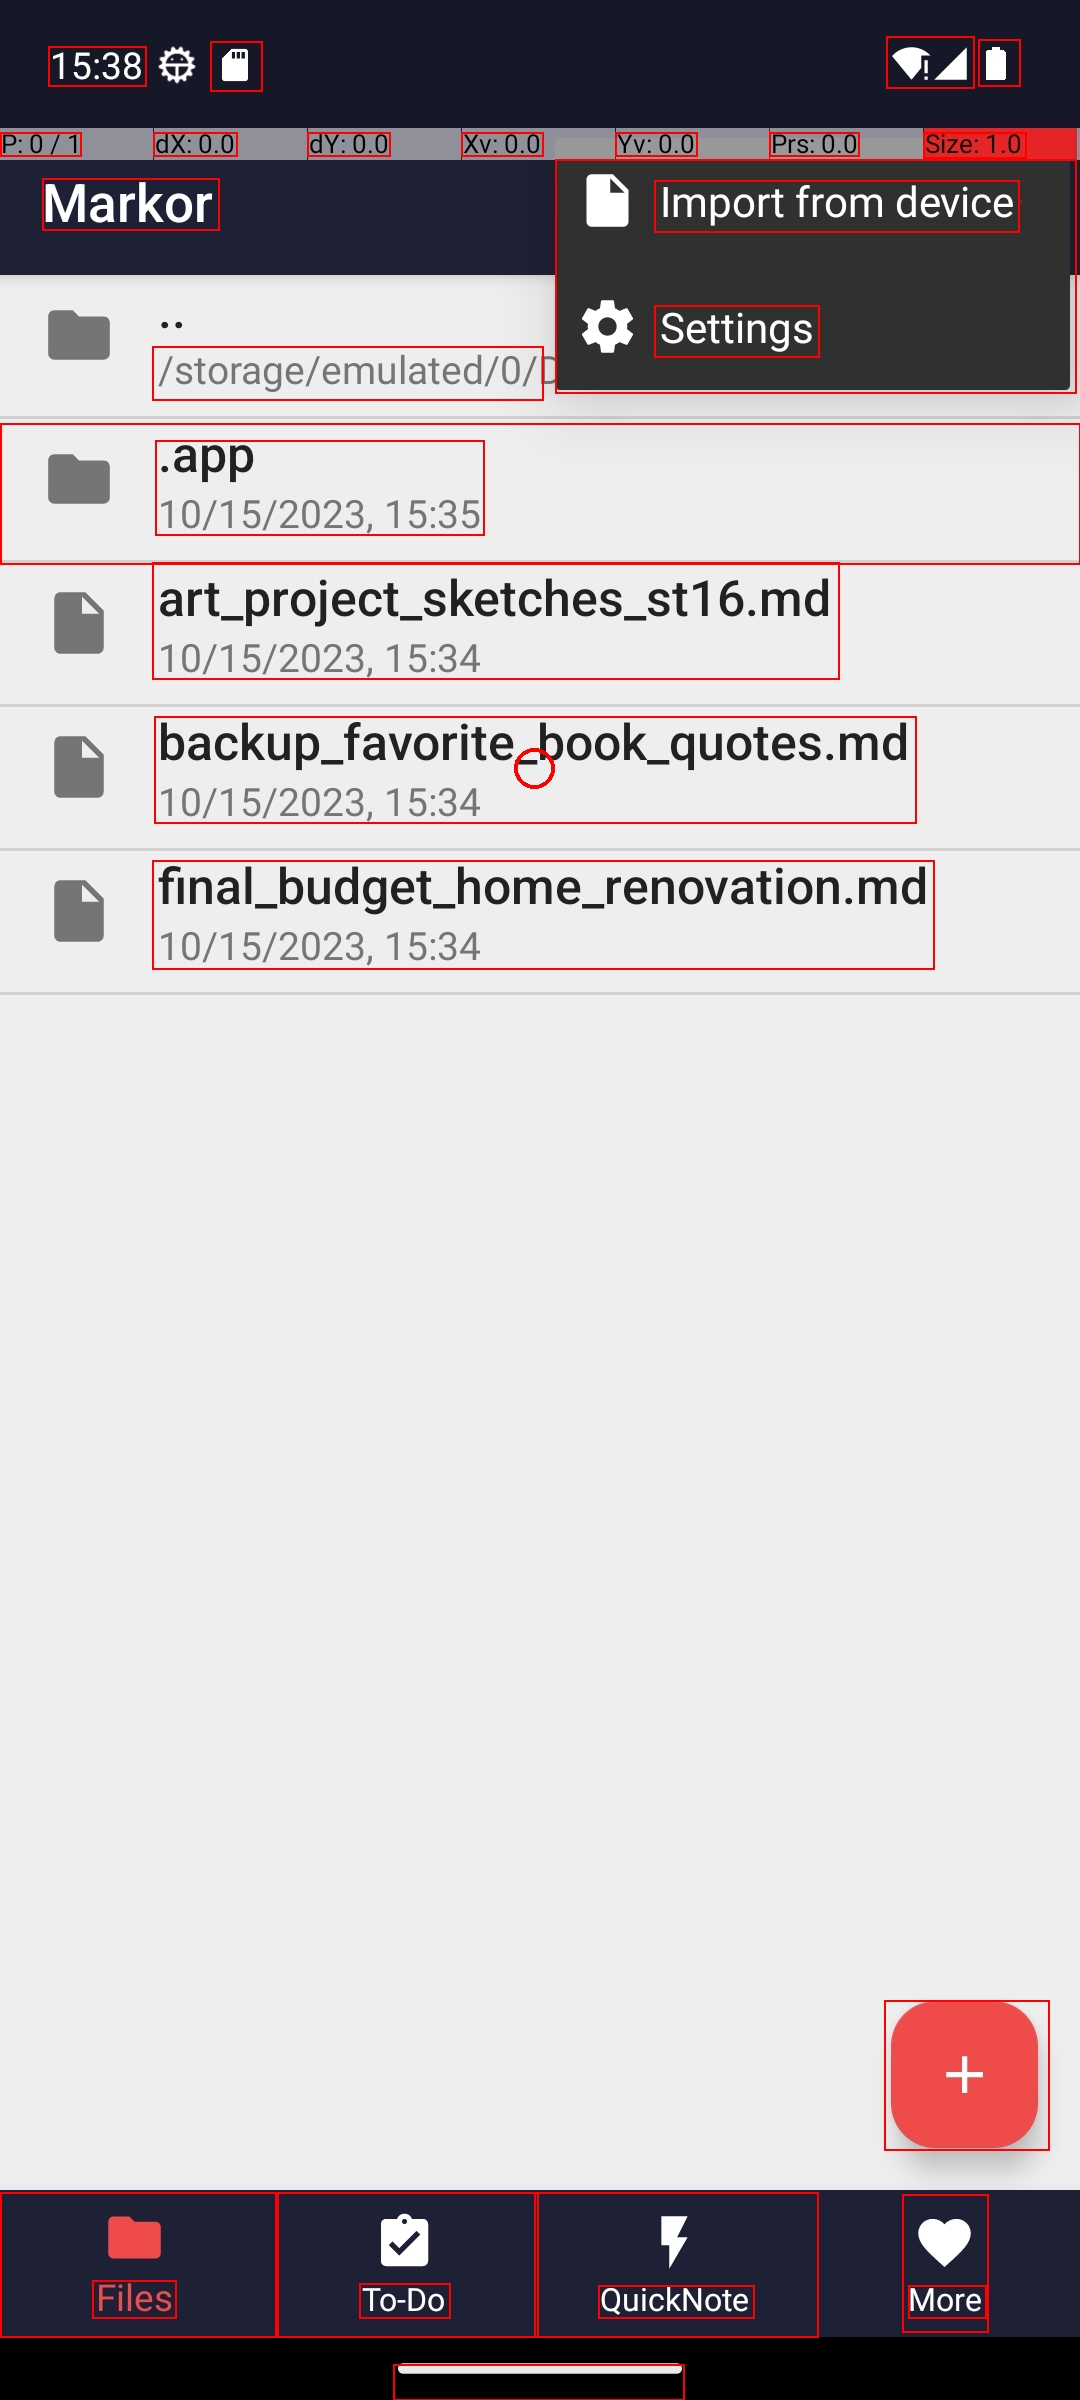 15:38
P: 0 / 1 dX: 0.0 dY: 0.0 Xv: 0.0 Yv: 0.0 Prs: 0.0 Size: 1.0
Markor
Import from device
Settings
..
/storage/emulated/0/
.app
10/15/2023, 15:35
art_project_sketches_st16.md
10/15/2023, 15:34
backup_favorite_book_quotes.md
10/15/2023, 15:34
final_budget_home_renovation.md
10/15/2023, 15:34
Files
To-Do
QuickNote
More